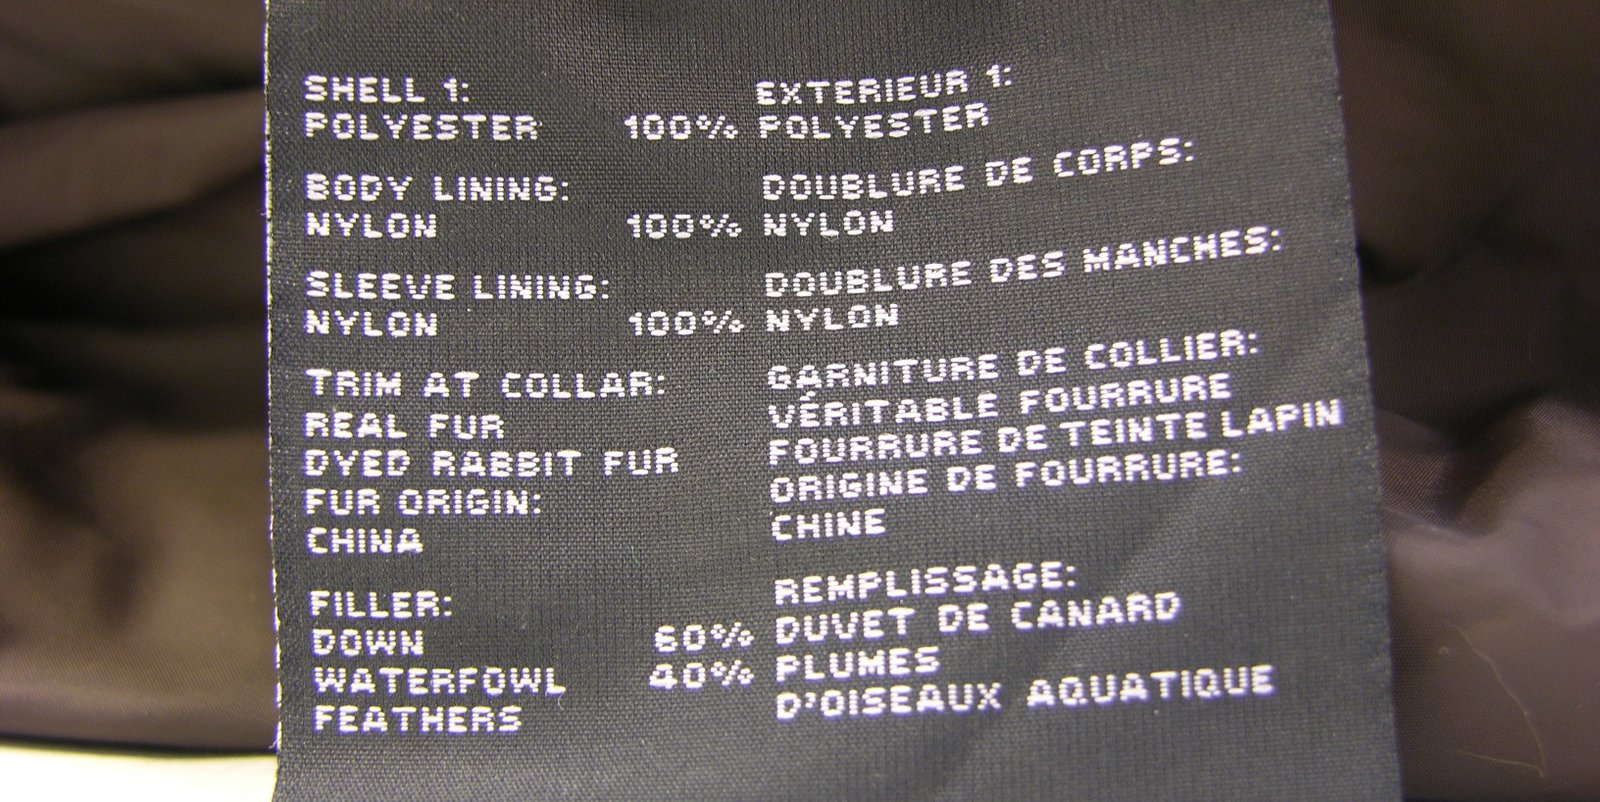 SHELL 1:
POLYESTER 100%
BODY LINING:
NYLON 100%
SLEEVE LINING:
NYLON 100%
TRIM AT COLLAR:
REAL FUR
DYED RABBIT FUR
FUR ORIGIN:
CHINA
FILLER:
DOWN 60%
WATERFOWL 40%
FEATHERS
EXTERIEUR 1:
POLYESTER
DOUBLURE DE CORPS:
NYLON
DOUBLURE DES MANCHES:
NYLON
GARNITURE DE COLLIER:
VÉRITABLE FOURRURE
FOURRURE DE TEINTE LAPIN
ORIGINE DE FOURRURE:
CHINE
REMPLISSAGE:
DUVET DE CANARD
PLUMES
D'OISEAUX AQUATIQUE